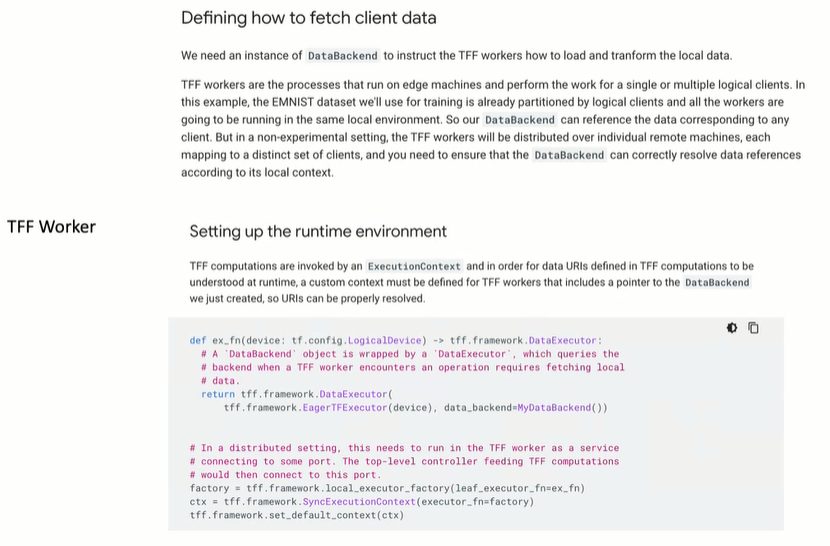 Defining how to fetch client data
We need an instance of DataBackend to instruct the TFF workers how to load and tranform the local data.
TFF workers are the processes that run on edge machines and perform the work for a single or multiple logical clients. In
this example, the EMNIST dataset we'll use for training is already partitioned by logical clients and all the workers are
going to be running in the same local environment. So our DataBackend can reference the data corresponding to any
client. But in a non-experimental setting, the TFF workers will be distributed over individual remote machines, each
mapping to a distinct set of clients, and you need to ensure that the DataBackend can correctly resolve data references
according to its local context.
TFF Worker
Setting up the runtime environment
TFF computations are invoked by an ExecutionContext and in order for data URIs defined in TFF computations to be
understood at runtime, a custom context must be defined for TFF workers that includes a pointer to the DataBackend
we just created, so URIs can be properly resolved.
def ex_fn(device: tf.config.LogicalDevice) -> tff.framework.DataExecutor:
  # A `DataBackend` object is wrapped by a `DataExecutor`, which queries the
  # backend when a TFF worker encounters an operation requires fetching local
  # data.
  return tff.framework.DataExecutor(
      tff.framework.EagerTFExecutor(device), data_backend=MyDataBackend())
# In a distributed setting, this needs to run in the TFF worker as a service
# connecting to some port. The top-level controller feeding TFF computations
# would then connect to this port.
factory = tff.framework.local_executor_factory(leaf_executor_fn=ex_fn)
ctx = tff.framework.SyncExecutionContext(executor_fn=factory)
tff.framework.set_default_context(ctx)